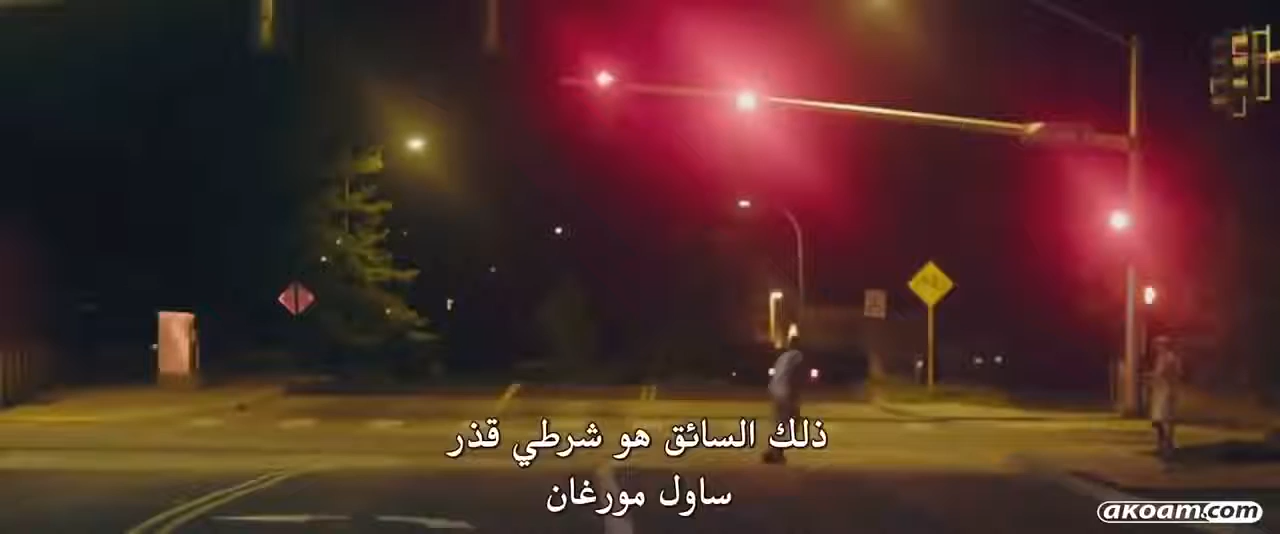 ذلك السائق هو شرطي قذر
ساول مورغان
akoam.com